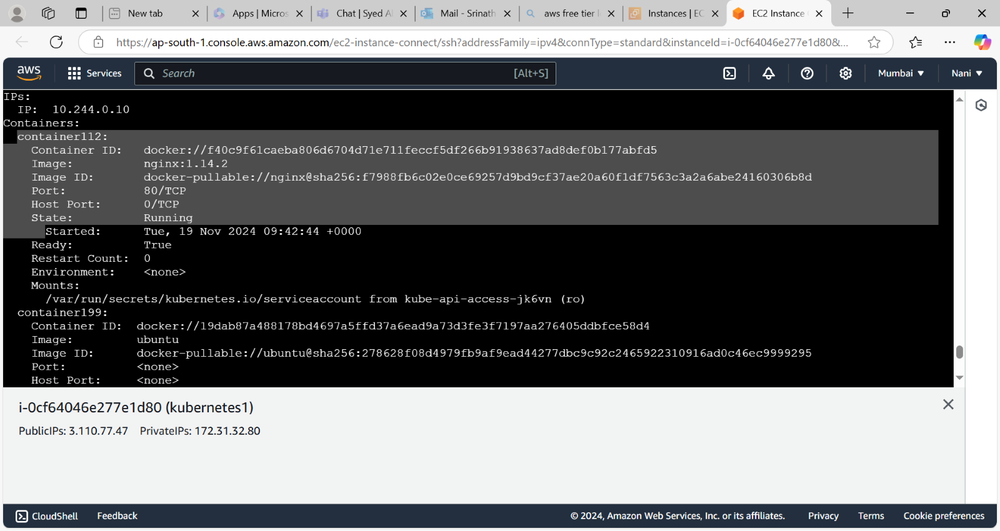 New tab
Apps | Micros
Chat | Syed A
Mail - Srinath
aws free tier l
Instances | EC
EC2 Instance
https://ap-south-1.console.aws.amazon.com/ec2-instance-connect/ssh?addressFamily=ipv4&connType=standard&instanceId=i-0cf64046e277e1d80&...
aws
Services
Search
[Alt+S]
Mumbai
Nani
IPs:
IP: 10.244.0.10
Containers:
container112:
Container ID: docker://f40c9f61caeba806d6704d71e711feccf5df266b91938637ad8def0b177abfd5
Image: nginx:1.14.2
Image ID: docker-pullable://nginx@sha256:f7988fb6c02e0ce69257d9bd9cf37ae20a60f1df7563c3a2a6abe24160306b8d
Port: 80/TCP
Host Port: 0/TCP
State: Running
Started: Tue, 19 Nov 2024 09:42:44 +0000
Ready: True
Restart Count: 0
Environment: <none>
Mounts:
/var/run/secrets/kubernetes.io/serviceaccount from kube-api-access-jk6vn (ro)
container199:
Container ID: docker://19dab87a488178bd4697a5ffd37a6ead9a73d3fe3f7197aa276405ddbfce58d4
Image: ubuntu
Image ID: docker-pullable://ubuntu@sha256:278628f08d4979fb9af9ead44277dbc9c92c2465922310916ad0c46ec9999295
Port: <none>
Host Port: <none>
i-0cf64046e277e1d80 (kubernetes1)
PublicIPs: 3.110.77.47 PrivateIPs: 172.31.32.80
CloudShell
Feedback
© 2024, Amazon Web Services, Inc. or its affiliates.
Privacy
Terms
Cookie preferences